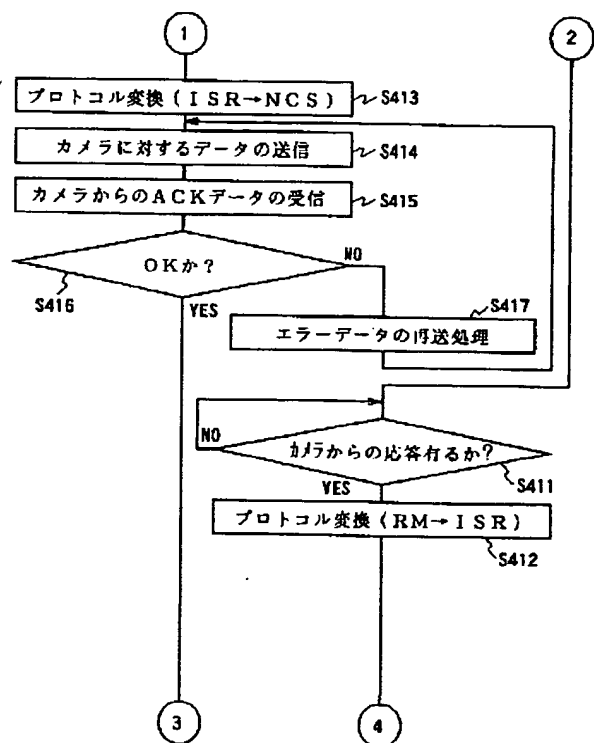 1
2
プロトコル変換(ISR→NCS)
S413
カメラに対するデータの送信
S414
カメラからのACKデータの受信
S415
OKか?
NO
S416
YES
S417
エラーデータの再送処理
NO
カメラからの応答有るか?
YES
S411
プロトコル変換(RM→ISR)
S412
3
4